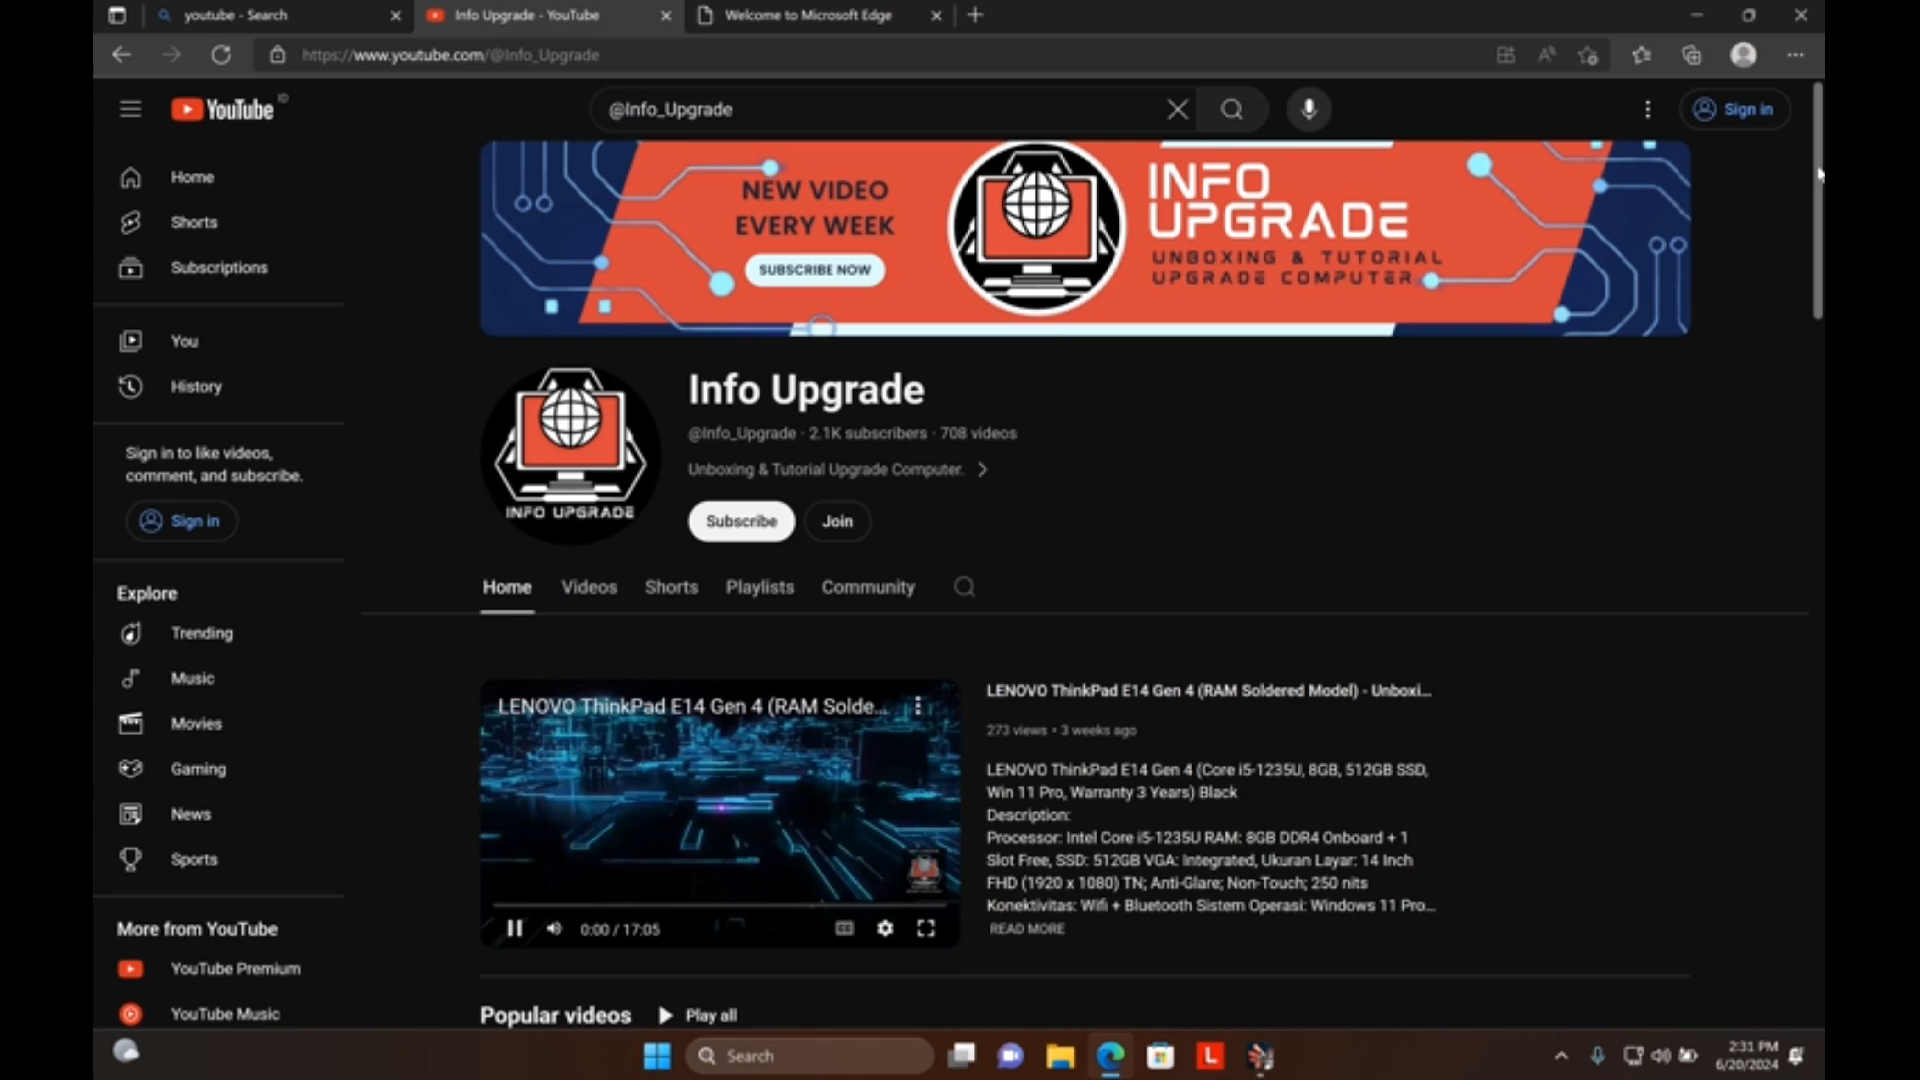 youtube - Search
Info Upgrade - YouTube
Welcome to Microsoft Edge
https://www.youtube.com/@Info_Upgrade
YouTube ID
@Info_Upgrade
Sign in
Home
Shorts
Subscriptions
You
History
Sign in to like videos,
comment, and subscribe.
Sign in
Explore
Trending
Music
Movies
Gaming
News
Sports
More from YouTube
YouTube Premium
YouTube Music
NEW VIDEO
EVERY WEEK
SUBSCRIBE NOW
INFO
UPGRADE
UNBOXING & TUTORIAL
UPGRADE COMPUTER
INFO UPGRADE
Info Upgrade
@Info_Upgrade · 2.1K subscribers · 708 videos
Unboxing & Tutorial Upgrade Computer.
Subscribe
Join
Home
Videos
Shorts
Playlists
Community
LENOVO ThinkPad E14 Gen 4 (RAM Solde...
0:00 / 17:05
LENOVO ThinkPad E14 Gen 4 (RAM Soldered Model) - Unboxi...
273 views • 3 weeks ago
LENOVO ThinkPad E14 Gen 4 (Core i5-1235U, 8GB, 512GB SSD,
Win 11 Pro, Warranty 3 Years) Black
Description:
Processor: Intel Core i5-1235U RAM: 8GB DDR4 Onboard + 1
Slot Free, SSD: 512GB VGA: Integrated, Ukuran Layar: 14 Inch
FHD (1920 x 1080) TN; Anti-Glare; Non-Touch; 250 nits
Konektivitas: Wifi + Bluetooth Sistem Operasi: Windows 11 Pro...
READ MORE
Popular videos
Play all
Search
L
2:31 PM
6/20/2024